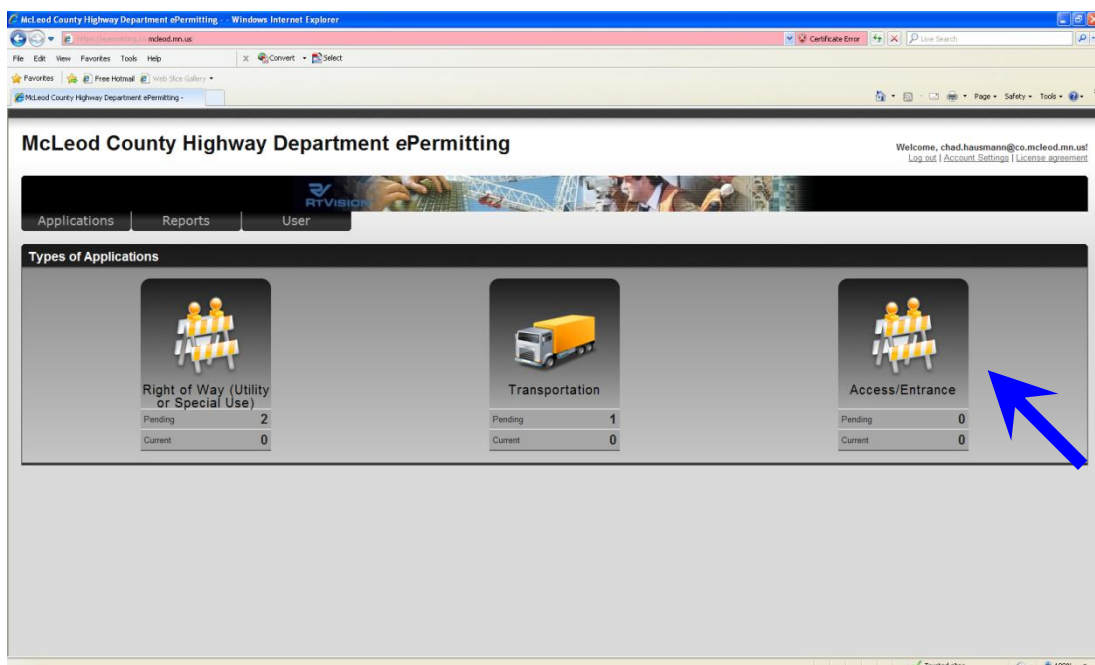 McLeod County Highway Department ePermitting - - Windows Internet Explorer
mcleod.mn.us
Certificate Error
Live Search
File Edit View Favorites Tools Help
Convert Select
Favorites Free Hotmail Web Slice Gallery
McLeod County Highway Department ePermitting -
Page Safety Tools
McLeod County Highway Department ePermitting
Welcome, chad.hausmann@co.mcleod.mn.us!
Log out | Account Settings | License agreement
RTVISION
Applications Reports User
Types of Applications
Right of Way (Utility
or Special Use)
Pending 2
Current 0
Transportation
Pending 1
Current 0
Access/Entrance
Pending 0
Current 0